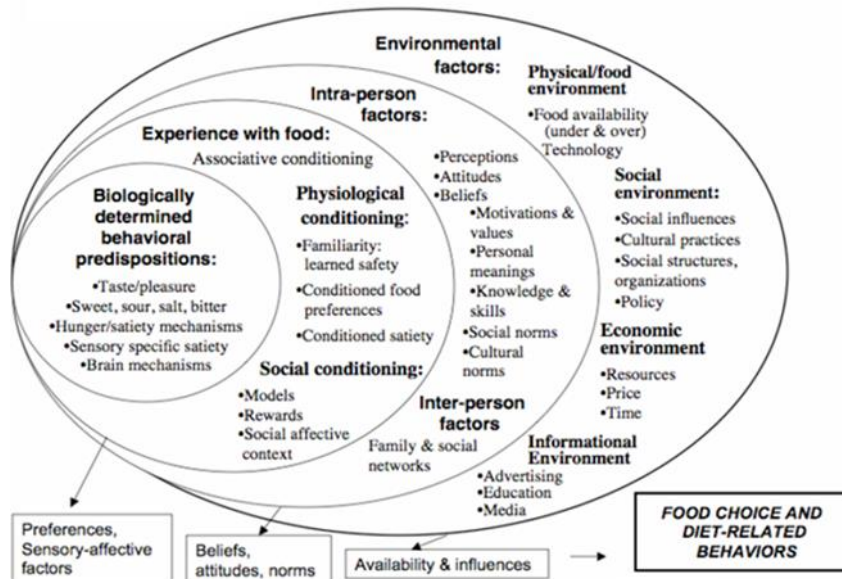 Environmental
factors:
Physical/food
environment
•Food availability
(under & over)
Technology
Social
environment:
•Social influences
•Cultural practices
•Social structures,
organizations
•Policy
Economic
environment
•Resources
•Price
•Time
Informational
Environment
•Advertising
•Education
•Media
Intra-person
factors:
•Perceptions
•Attitudes
•Beliefs
•Motivations &
values
•Personal
meanings
•Knowledge &
skills
•Social norms
•Cultural
norms
Inter-person
factors
Family & social
networks
Experience with food:
Associative conditioning
Physiological
conditioning:
•Familiarity:
learned safety
•Conditioned food
preferences
•Conditioned satiety
Social conditioning:
•Models
•Rewards
•Social affective
context
Biologically
determined
behavioral
predispositions:
•Taste/pleasure
•Sweet, sour, salt, bitter
•Hunger/satiety mechanisms
•Sensory specific satiety
•Brain mechanisms
Preferences,
Sensory-affective
factors
Beliefs,
attitudes, norms
Availability & influences
FOOD CHOICE AND
DIET-RELATED
BEHAVIORS